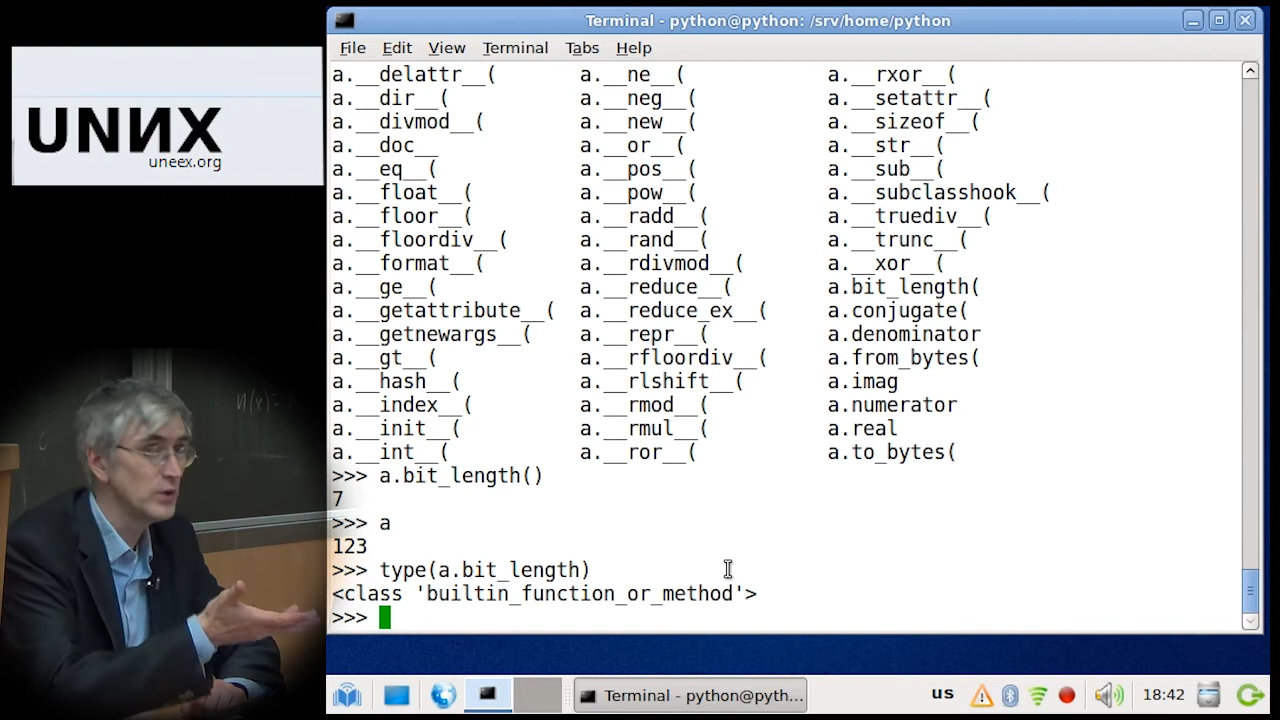 UNИX
uneex.org
Terminal - python@python: /srv/home/python
File Edit View Terminal Tabs Help
a.__delattr__( a.__ne__( a.__rxor__(
a.__dir__( a.__neg__( a.__setattr__(
a.__divmod__( a.__new__( a.__sizeof__(
a.__doc__ a.__or__( a.__str__(
a.__eq__( a.__pos__( a.__sub__(
a.__float__( a.__pow__( a.__subclasshook__(
a.__floor__( a.__radd__( a.__truediv__(
a.__floordiv__( a.__rand__( a.__trunc__(
a.__format__( a.__rdivmod__( a.__xor__(
a.__ge__( a.__reduce__( a.bit_length(
a.__getattribute__( a.__reduce_ex__( a.conjugate(
a.__getnewargs__( a.__repr__( a.denominator
a.__gt__( a.__rfloordiv__( a.from_bytes(
a.__hash__( a.__rlshift__( a.imag
a.__index__( a.__rmod__( a.numerator
a.__init__( a.__rmul__( a.real
a.__int__( a.__ror__( a.to_bytes(
>>> a.bit_length()
7
>>> a
123
>>> type(a.bit_length)
<class 'builtin_function_or_method'>
>>>
Terminal - python@pyth...
us
18:42